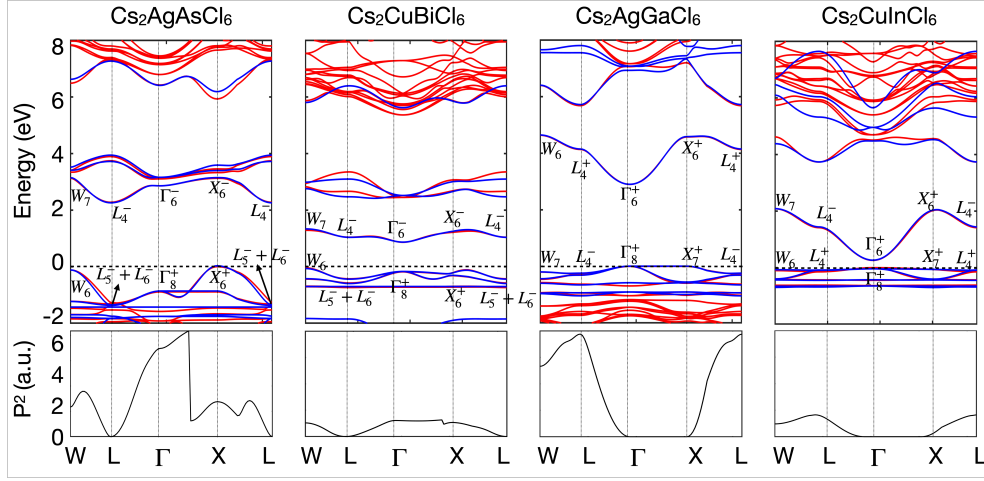 Cs₂AgAsCl₆ Cs₂CuBiCl₆ Cs₂AgGaCl₆ Cs₂CuInCl₆
Energy (eV)
8
6
4
2
0
-2
W₇ L₄⁻ Γ₆⁻ X₆⁻ L₄⁻
W₆ L₅⁻ + L₆⁻ Γ₈⁺ X₆⁺ L₅⁻ + L₆⁻
W₇ L₄⁻ Γ₆⁻ X₆⁻ L₄⁻
W₆ L₅⁻ + L₆⁻ Γ₈⁺ X₆⁺ L₅⁻ + L₆⁻
W₆ L₄⁺ Γ₆⁺ X₆⁺ L₄⁺
W₇ L₄⁻ Γ₈⁺ X₇⁺ L₄⁻
W₇ L₄⁻ Γ₆⁺ X₆⁺ L₄⁻
W₆ L₄⁺ Γ₈⁺ X₇⁺ L₄⁺
P² (a.u.)
6
4
2
0
W L Γ X L W L Γ X L W L Γ X L W L Γ X L